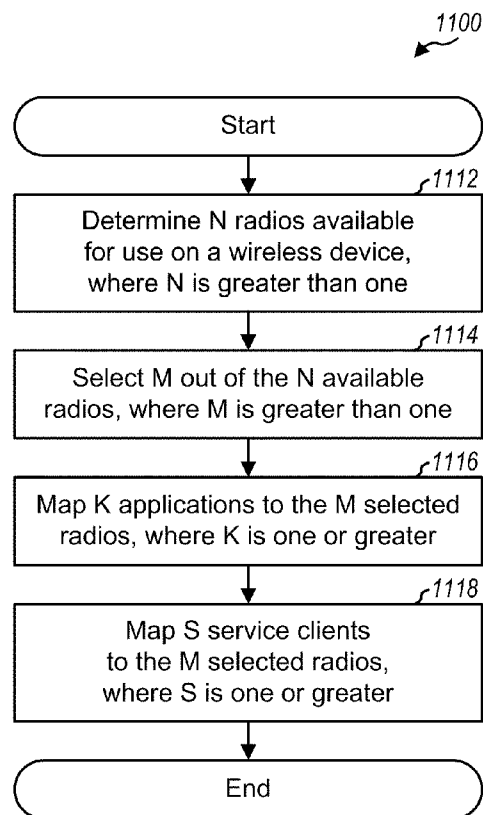 1100
Start
1112
Determine N radios available
for use on a wireless device,
where N is greater than one
1114
Select M out of the N available
radios, where M is greater than one
1116
Map K applications to the M selected
radios, where K is one or greater
1118
Map S service clients
to the M selected radios,
where S is one or greater
End